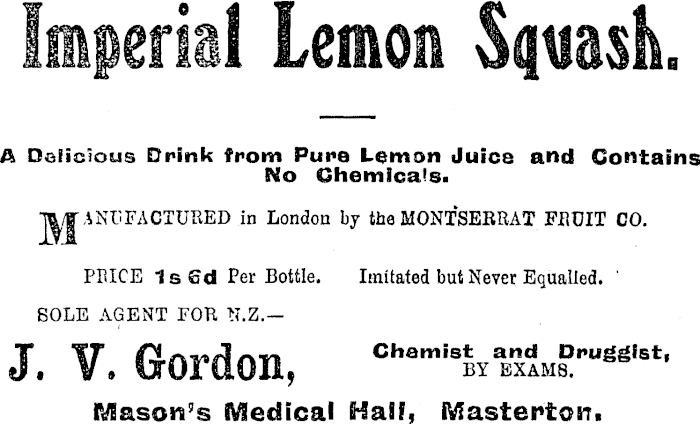 Imperial Lemon Squash.
A Delicious Drink from Pure Lemon Juice and Contains
No Chemicals.
MANUFACTURED in London by the MONTSERRAT FRUIT CO.
PRICE 1s 6d Per Bottle. Imitated but Never Equalled.
SOLE AGENT FOR N.Z.—
J. V. Gordon, Chemist and Druggist,
BY EXAMS.
Mason's Medical Hall, Masterton.